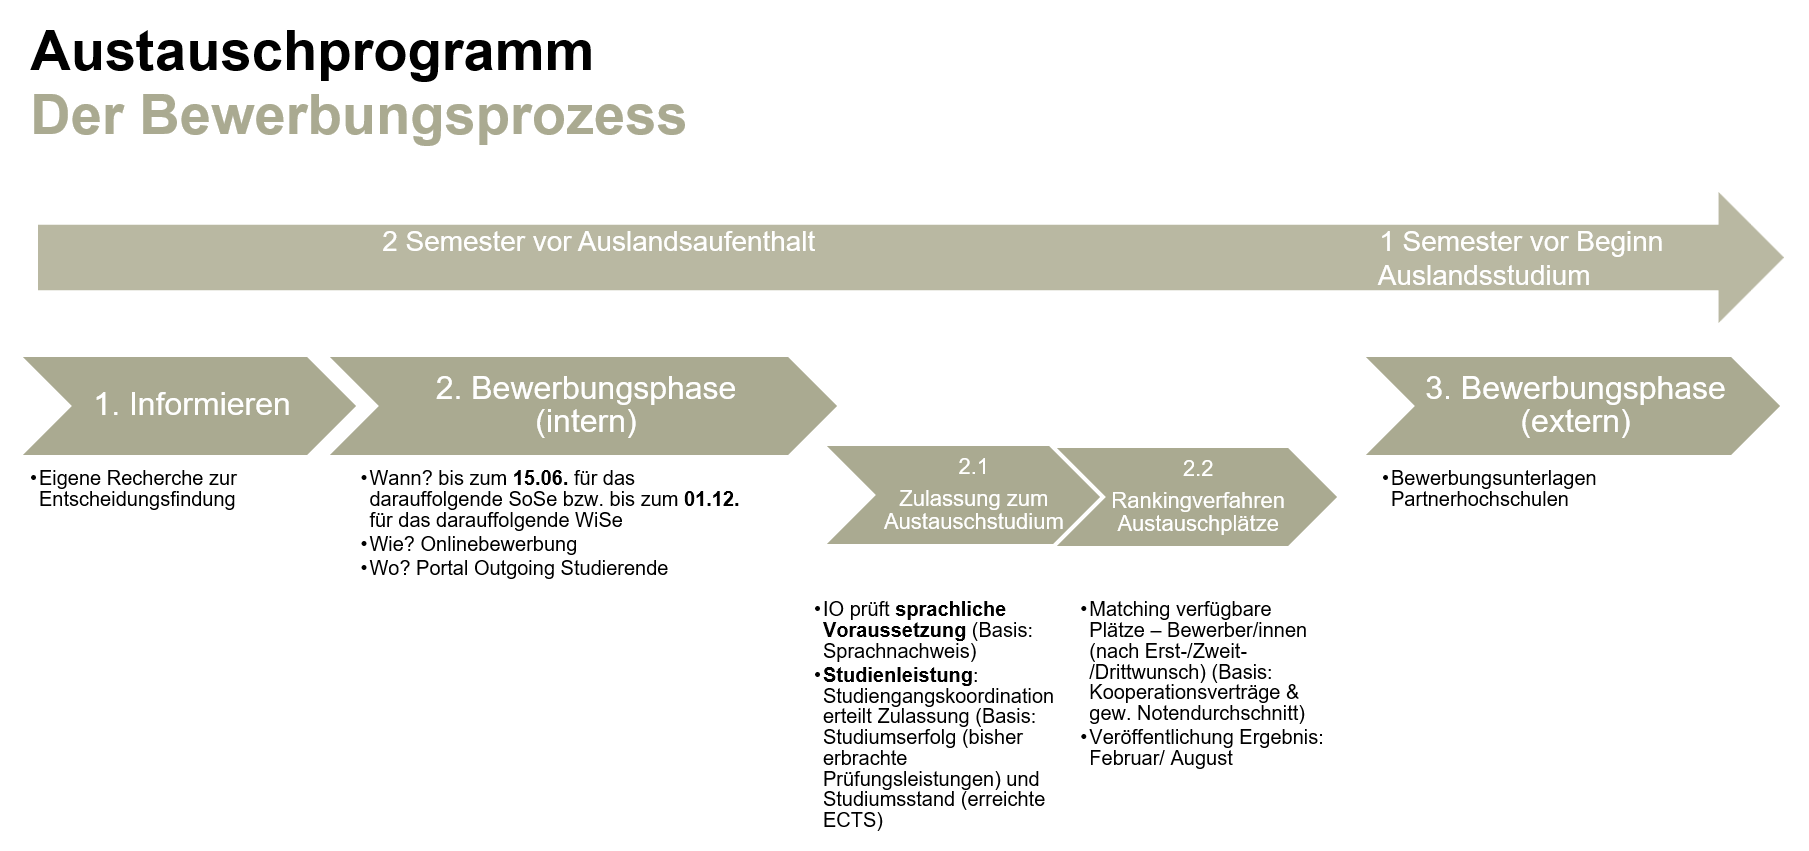 Austauschprogramm
Der Bewerbungsprozess
2 Semester vor Auslandsaufenthalt
1 Semester vor Beginn
Auslandsstudium
1. Informieren
•Eigene Recherche zur
Entscheidungsfindung
2. Bewerbungsphase
(intern)
•Wann? bis zum 15.06. für das
darauffolgende SoSe bzw. bis zum 01.12.
für das darauffolgende WiSe
•Wie? Onlinebewerbung
•Wo? Portal Outgoing Studierende
2.1
Zulassung zum
Austauschstudium
•IO prüft sprachliche
Voraussetzung (Basis:
Sprachnachweis)
•Studienleistung:
Studiengangskoordination
erteilt Zulassung (Basis:
Studiumserfolg (bisher
erbrachte
Prüfungsleistungen) und
Studiumsstand (erreichte
ECTS)
2.2
Rankingverfahren
Austauschplätze
•Matching verfügbare
Plätze – Bewerber/innen
(nach Erst-/Zweit-
/Drittwunsch) (Basis:
Kooperationsverträge &
gew. Notendurchschnitt)
•Veröffentlichung Ergebnis:
Februar/ August
3. Bewerbungsphase
(extern)
•Bewerbungsunterlagen
Partnerhochschulen